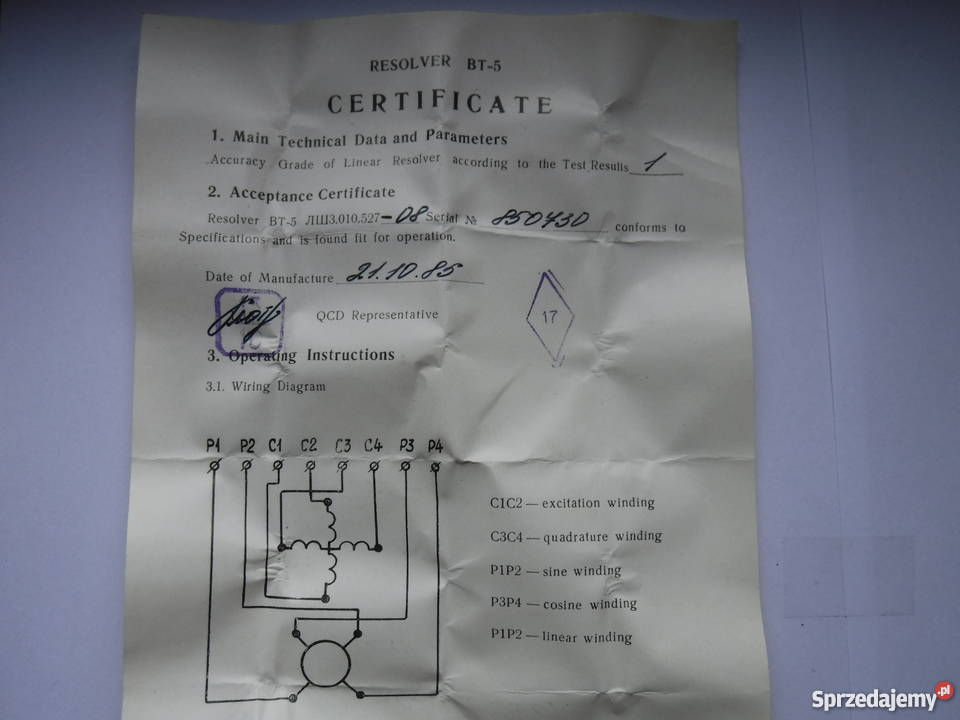 RESOLVER BT-5
CERTIFICATE
1. Main Technical Data and Parameters
Accuracy Grade of Linear Resolver according to the Test Results 1
2. Acceptance Certificate
Resolver BT-5 ЛШ3.010.527-08 Serial № 850430 conforms to
Specifications and is found fit for operation.
Date of Manufacture 21.10.85
QCD Representative
17
3. Operating Instructions
3.1. Wiring Diagram
P1 P2 C1 C2 C3 C4 P3 P4
C1C2 — excitation winding
C3C4 — quadrature winding
P1P2 — sine winding
P3P4 — cosine winding
P1P2 — linear winding
Sprzedajemy.pl